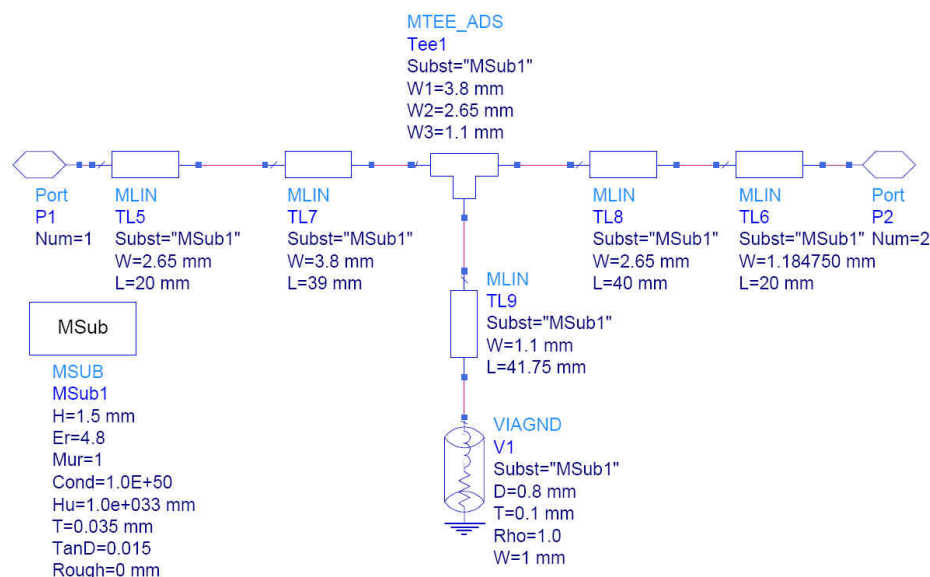 MTEE_ADS
Tee1
Subst="MSub1"
W1=3.8 mm
W2=2.65 mm
W3=1.1 mm
Port
P1
Num=1
MLIN
TL5
Subst="MSub1"
W=2.65 mm
L=20 mm
MLIN
TL7
Subst="MSub1"
W=3.8 mm
L=39 mm
MLIN
TL8
Subst="MSub1"
W=2.65 mm
L=40 mm
MLIN
TL6
Subst="MSub1"
W=1.184750 mm
L=20 mm
Port
P2
Num=2
MLIN
TL9
Subst="MSub1"
W=1.1 mm
L=41.75 mm
MSub
MSUB
MSub1
H=1.5 mm
Er=4.8
Mur=1
Cond=1.0E+50
Hu=1.0e+033 mm
T=0.035 mm
TanD=0.015
Rough=0 mm
VIAGND
V1
Subst="MSub1"
D=0.8 mm
T=0.1 mm
Rho=1.0
W=1 mm